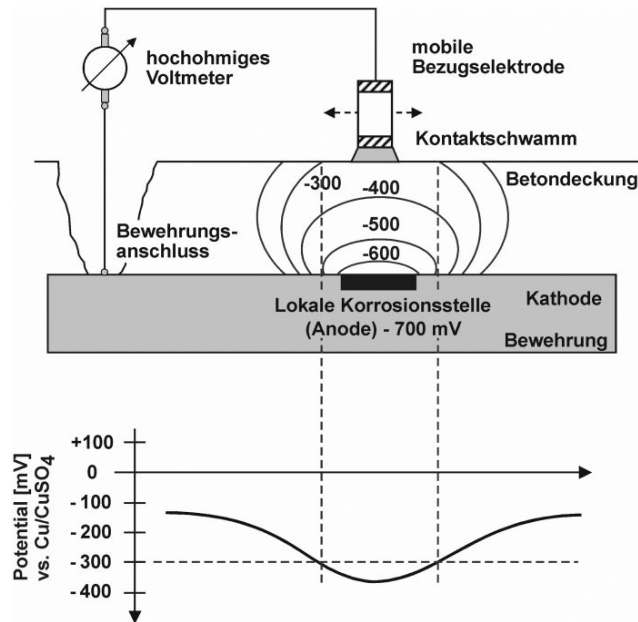 hochohmiges
Voltmeter
mobile
Bezugselektrode
Kontaktschwamm
Betondeckung
-300
-400
-500
-600
Bewehrungs-
anschluss
Lokale Korrosionsstelle
(Anode) - 700 mV
Kathode
Bewehrung
Potential [mV]
vs. Cu/CuSO4
+100
0
- 100
- 200
- 300
- 400